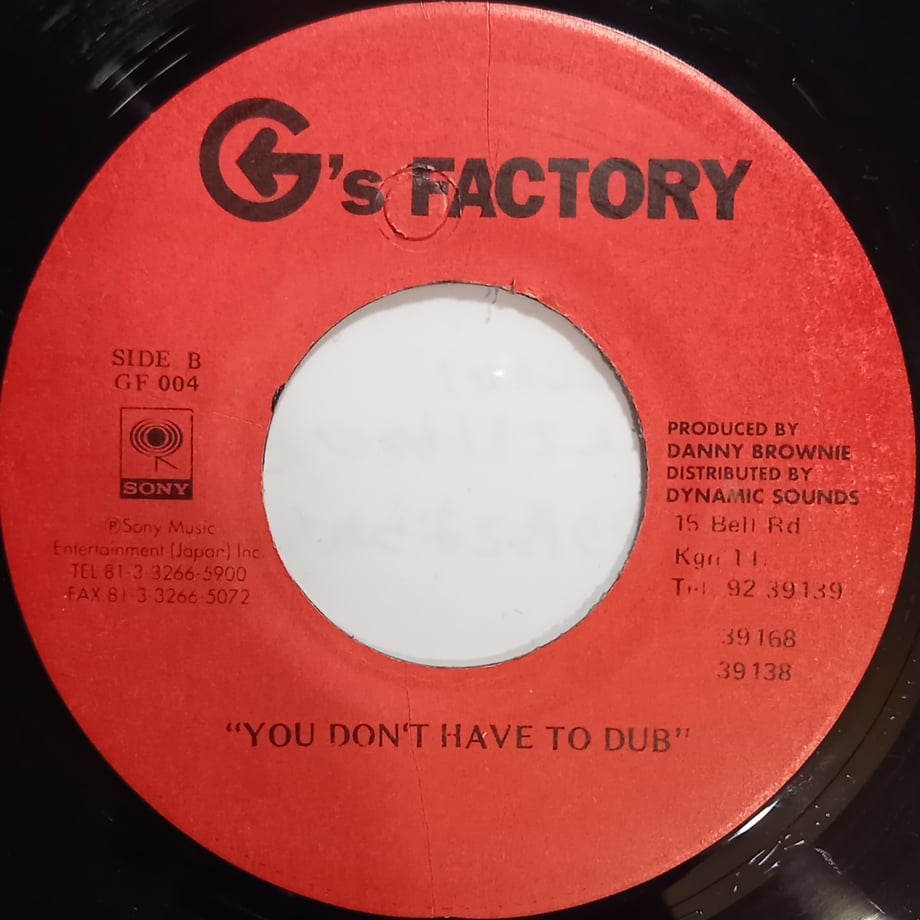 G's FACTORY
SIDE B
GF 004
SONY
℗Sony Music
Entertainment (Japan) Inc.
TEL 81-3-3266-5900
FAX 81-3-3266-5072
PRODUCED BY
DANNY BROWNIE
DISTRIBUTED BY
DYNAMIC SOUNDS
15 Bell Rd
Kgn 11.
Tel. 92 39139
39168
39138
"YOU DON'T HAVE TO DUB"